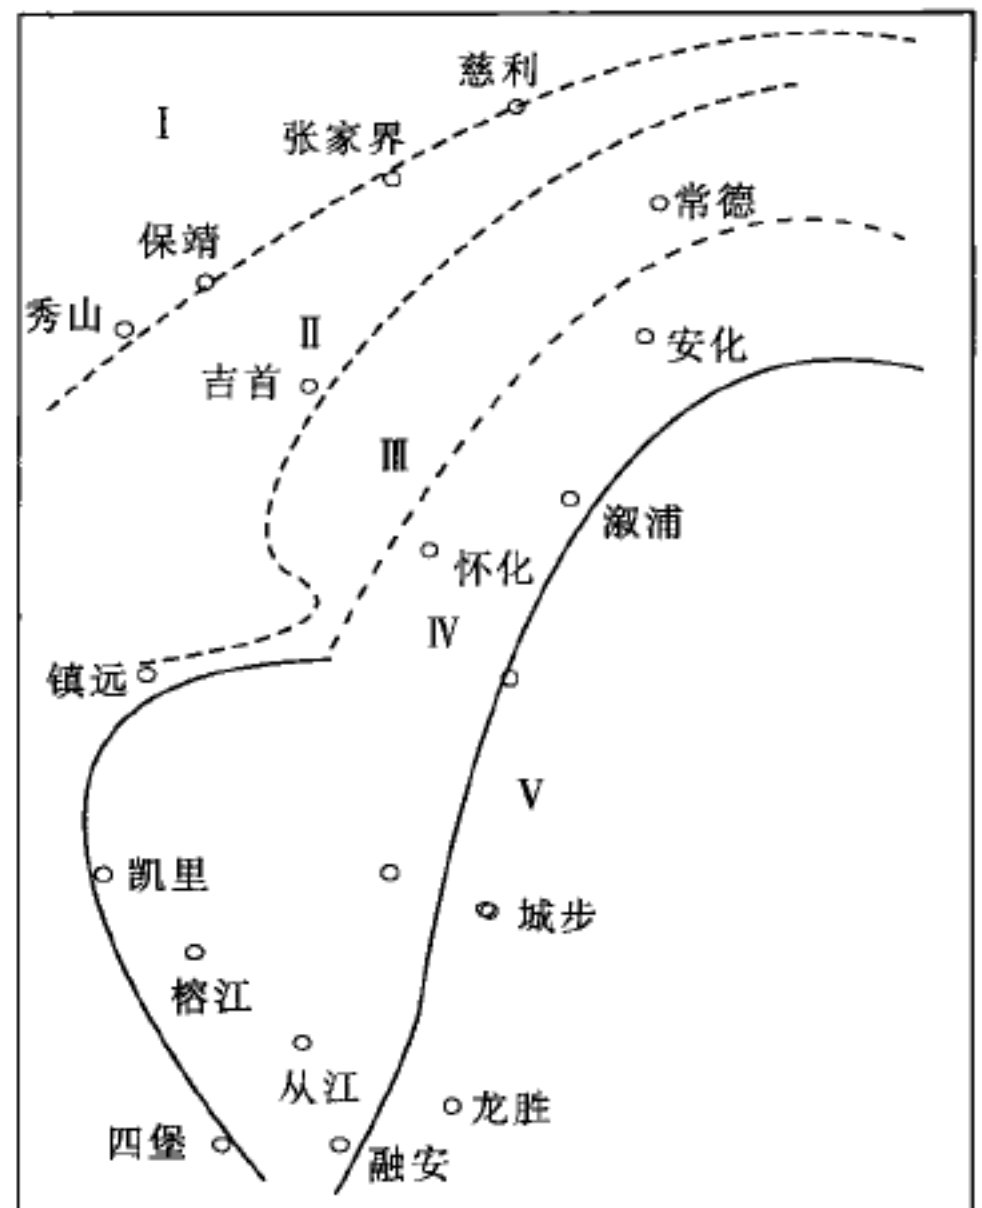 慈利
Ⅰ
张家界
常德
保靖
秀山
Ⅱ
安化
吉首
Ⅲ
溆浦
怀化
Ⅳ
镇远
Ⅴ
凯里
城步
榕江
从江
龙胜
四堡
融安